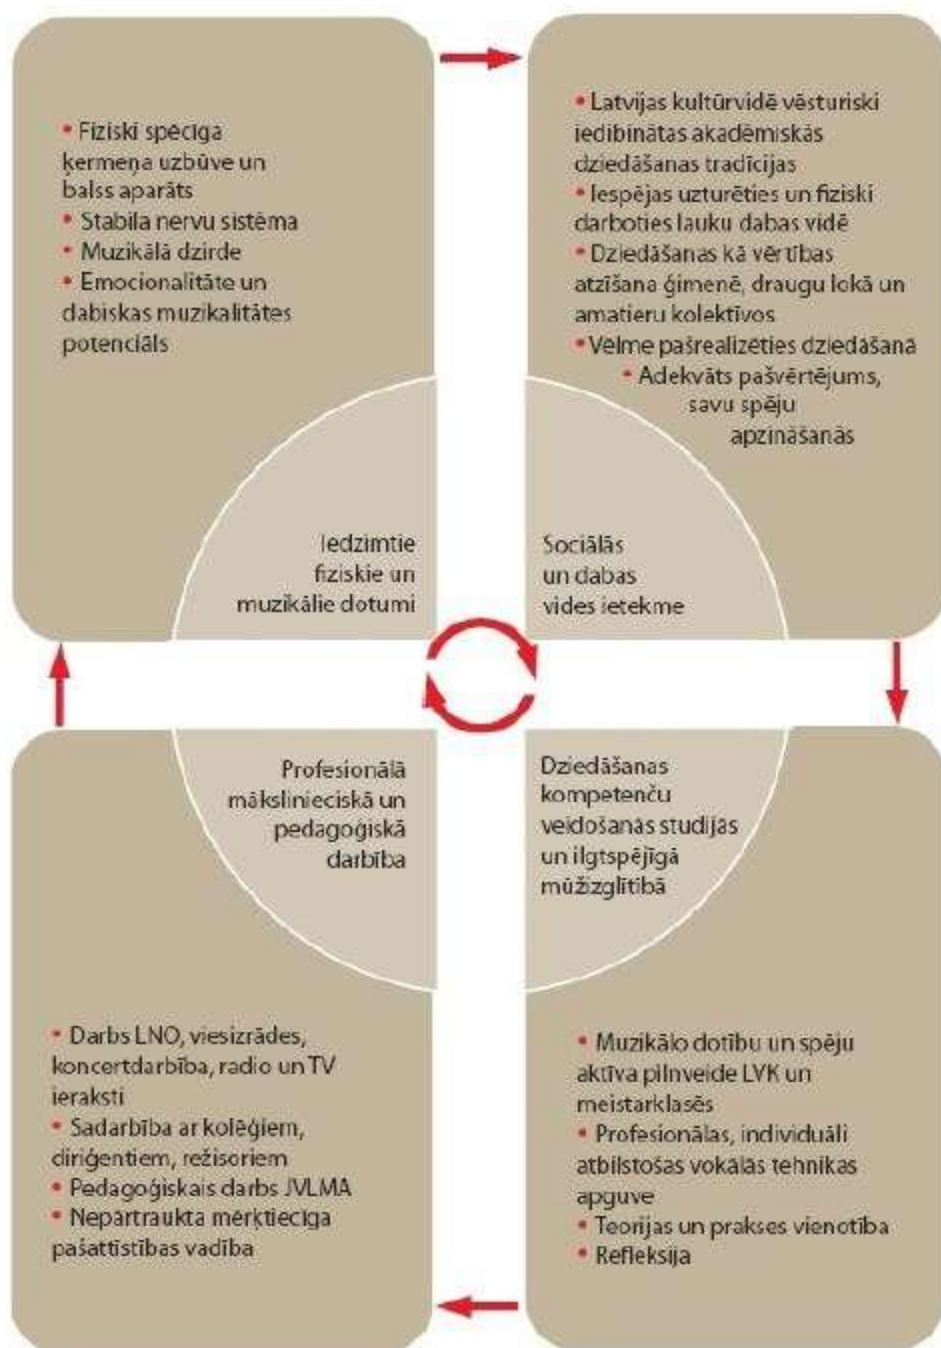 • Fiziski spēcīga
ķermeņa uzbūve un
balss aparāts
• Stabila nervu sistēma
• Muzikālā dzirde
• Emocionalitāte un
dabiskas muzikalitātes
potenciāls
Iedzimtie
fiziskie un
muzikālie dotumi
• Latvijas kultūrvidē vēsturiski
iedibinātas akadēmiskās
dziedāšanas tradīcijas
• Iespējas uzturēties un fiziski
darboties lauku dabas vidē
• Dziedāšanas kā vērtības
atzīšana ģimenē, draugu lokā un
amatieru kolektīvos
• Vēlme pašrealizēties dziedāšanā
• Adekvāts pašvērtējums,
savu spēju
apzināšanās
Sociālās
un dabas
vides ietekme
Profesionālā
mākslinieciskā un
pedagoģiskā
darbība
• Darbs LNO, viesizrādes,
koncertdarbība, radio un TV
ieraksti
• Sadarbība ar kolēģiem,
diriģentiem, režisoriem
• Pedagoģiskais darbs JVLMA
• Nepārtraukta mērķtiecīga
pašattīstības vadība
Dziedāšanas
kompetenču
veidošanās studijās
un ilgtspējīgā
mūžizglītībā
• Muzikālo dotību un spēju
aktīva pilnveide LVK un
meistarklasēs
• Profesionālas, individuāli
atbilstošas vokālās tehnikas
apguve
• Teorijas un prakses vienotība
• Refleksija